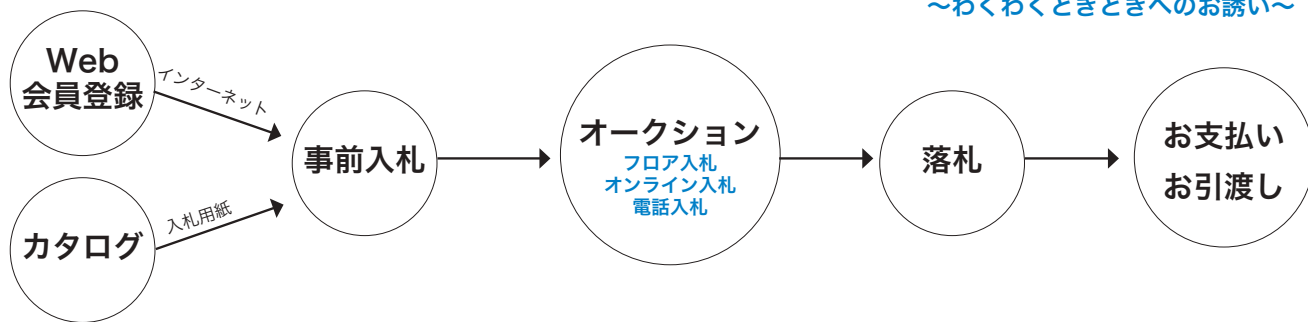 ～わくわくどきどきへのお誘い～
Web
会員登録
インターネット
カタログ
入札用紙
事前入札
オークション
フロア入札
オンライン入札
電話入札
落札
お支払い
お引渡し